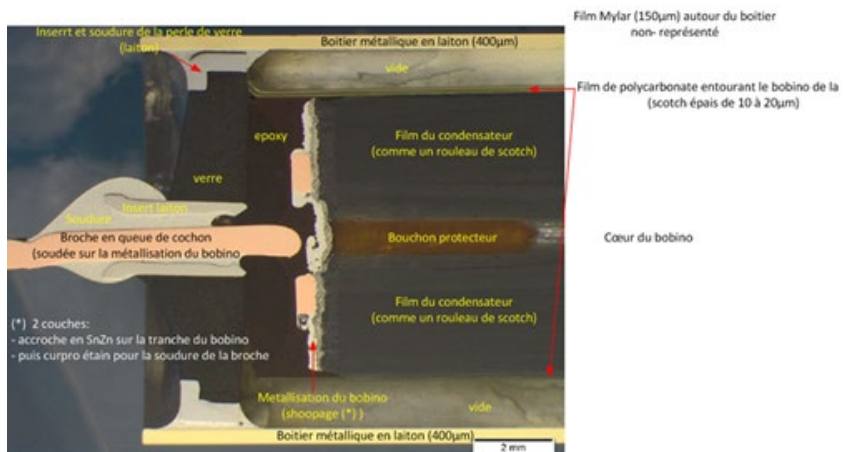 Film Mylar (150µm) autour du boitier
non- représenté
Inserrt et soudure de la perle de verre
(laiton)
Boitier métallique en laiton (400µm)
vide
Film de polycarbonate entourant le bobino de la
(scotch épais de 10 à 20µm)
epoxy
Film du condensateur
(comme un rouleau de scotch)
verre
Insert laiton
Soudure
Broche en queue de cochon
(soudée sur la métallisation du bobino
Bouchon protecteur
Cœur du bobino
Film du condensateur
(comme un rouleau de scotch)
(*) 2 couches:
- accroche en SnZn sur la tranche du bobino
- puis curpro étain pour la soudure de la broche
Metallisation du bobino
(shoopage (*) )
vide
Boitier métallique en laiton (400µm)
2 mm